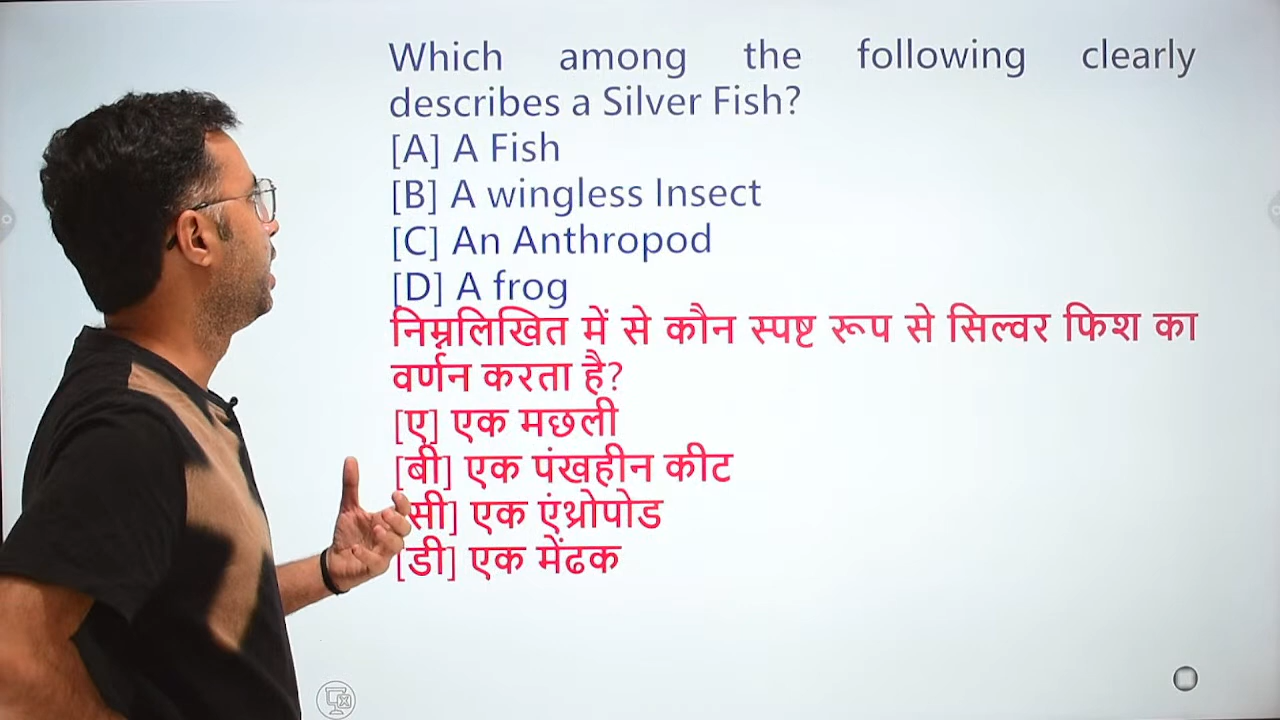 Which among the following clearly
describes a Silver Fish?
[A] A Fish
[B] A wingless Insect
[C] An Anthropod
[D] A frog
निम्नलिखित में से कौन स्पष्ट रूप से सिल्वर फिश का
वर्णन करता है?
[ए] एक मछली
[बी] एक पंखहीन कीट
सी] एक एंथ्रोपोड
[डी] एक मेंढक